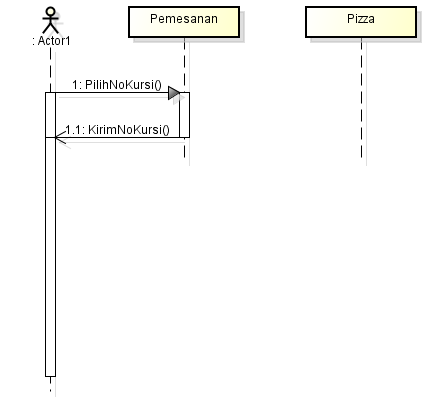 Pemesanan
Pizza
: Actor1
1: PilihNoKursi()
1.1: KirimNoKursi()